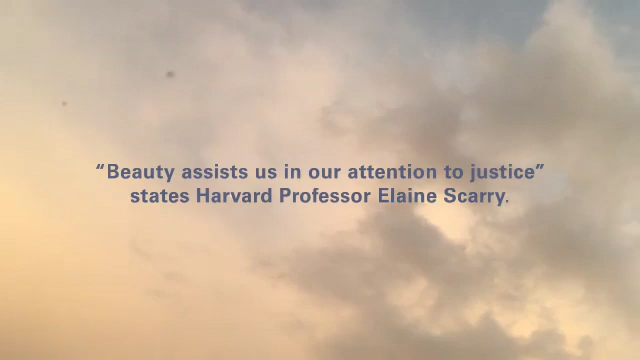 “Beauty assists us in our attention to justice”
states Harvard Professor Elaine Scarry.